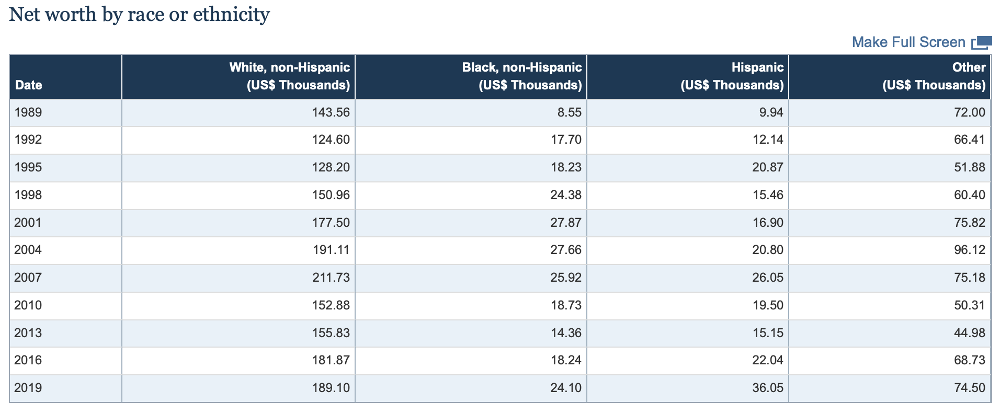 Net worth by race or ethnicity
Make Full Screen
Date White, non-Hispanic (US$ Thousands) Black, non-Hispanic (US$ Thousands) Hispanic (US$ Thousands) Other (US$ Thousands)
1989 143.56 8.55 9.94 72.00
1992 124.60 17.70 12.14 66.41
1995 128.20 18.23 20.87 51.88
1998 150.96 24.38 15.46 60.40
2001 177.50 27.87 16.90 75.82
2004 191.11 27.66 20.80 96.12
2007 211.73 25.92 26.05 75.18
2010 152.88 18.73 19.50 50.31
2013 155.83 14.36 15.15 44.98
2016 181.87 18.24 22.04 68.73
2019 189.10 24.10 36.05 74.50